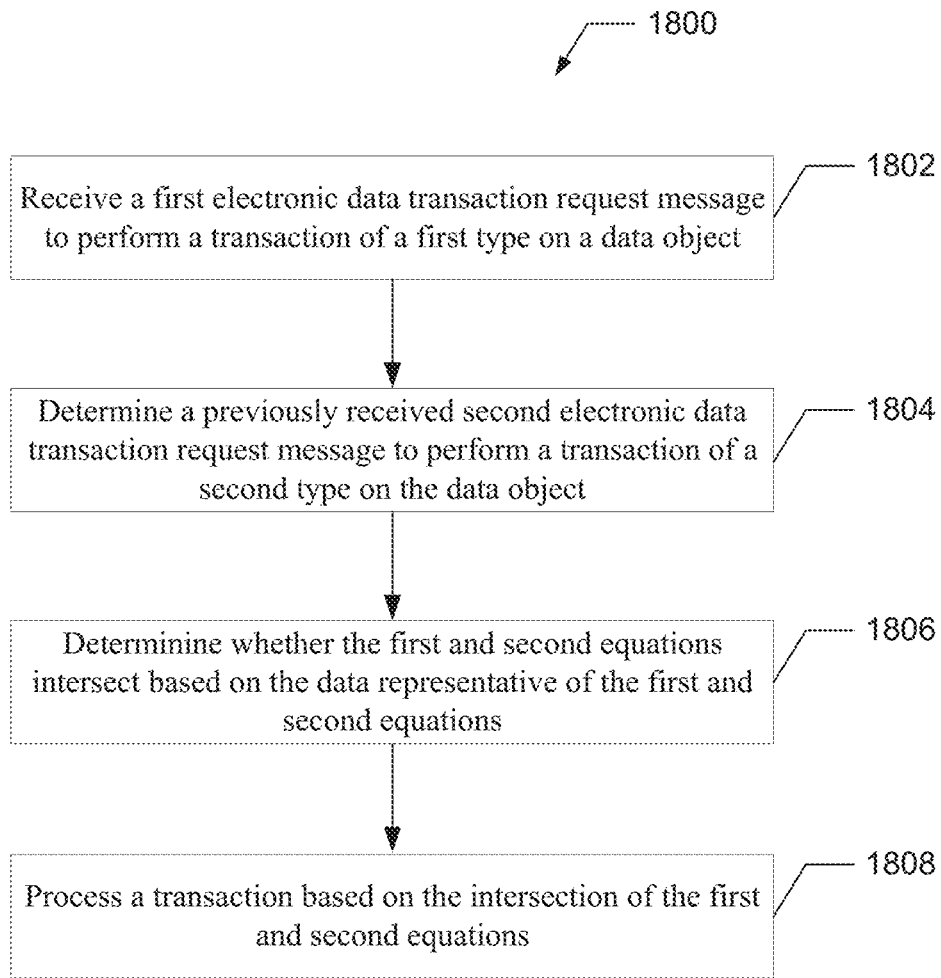 1800
Receive a first electronic data transaction request message
to perform a transaction of a first type on a data object
1802
Determine a previously received second electronic data
transaction request message to perform a transaction of a
second type on the data object
1804
Determinine whether the first and second equations
intersect based on the data representative of the first and
second equations
1806
Process a transaction based on the intersection of the first
and second equations
1808